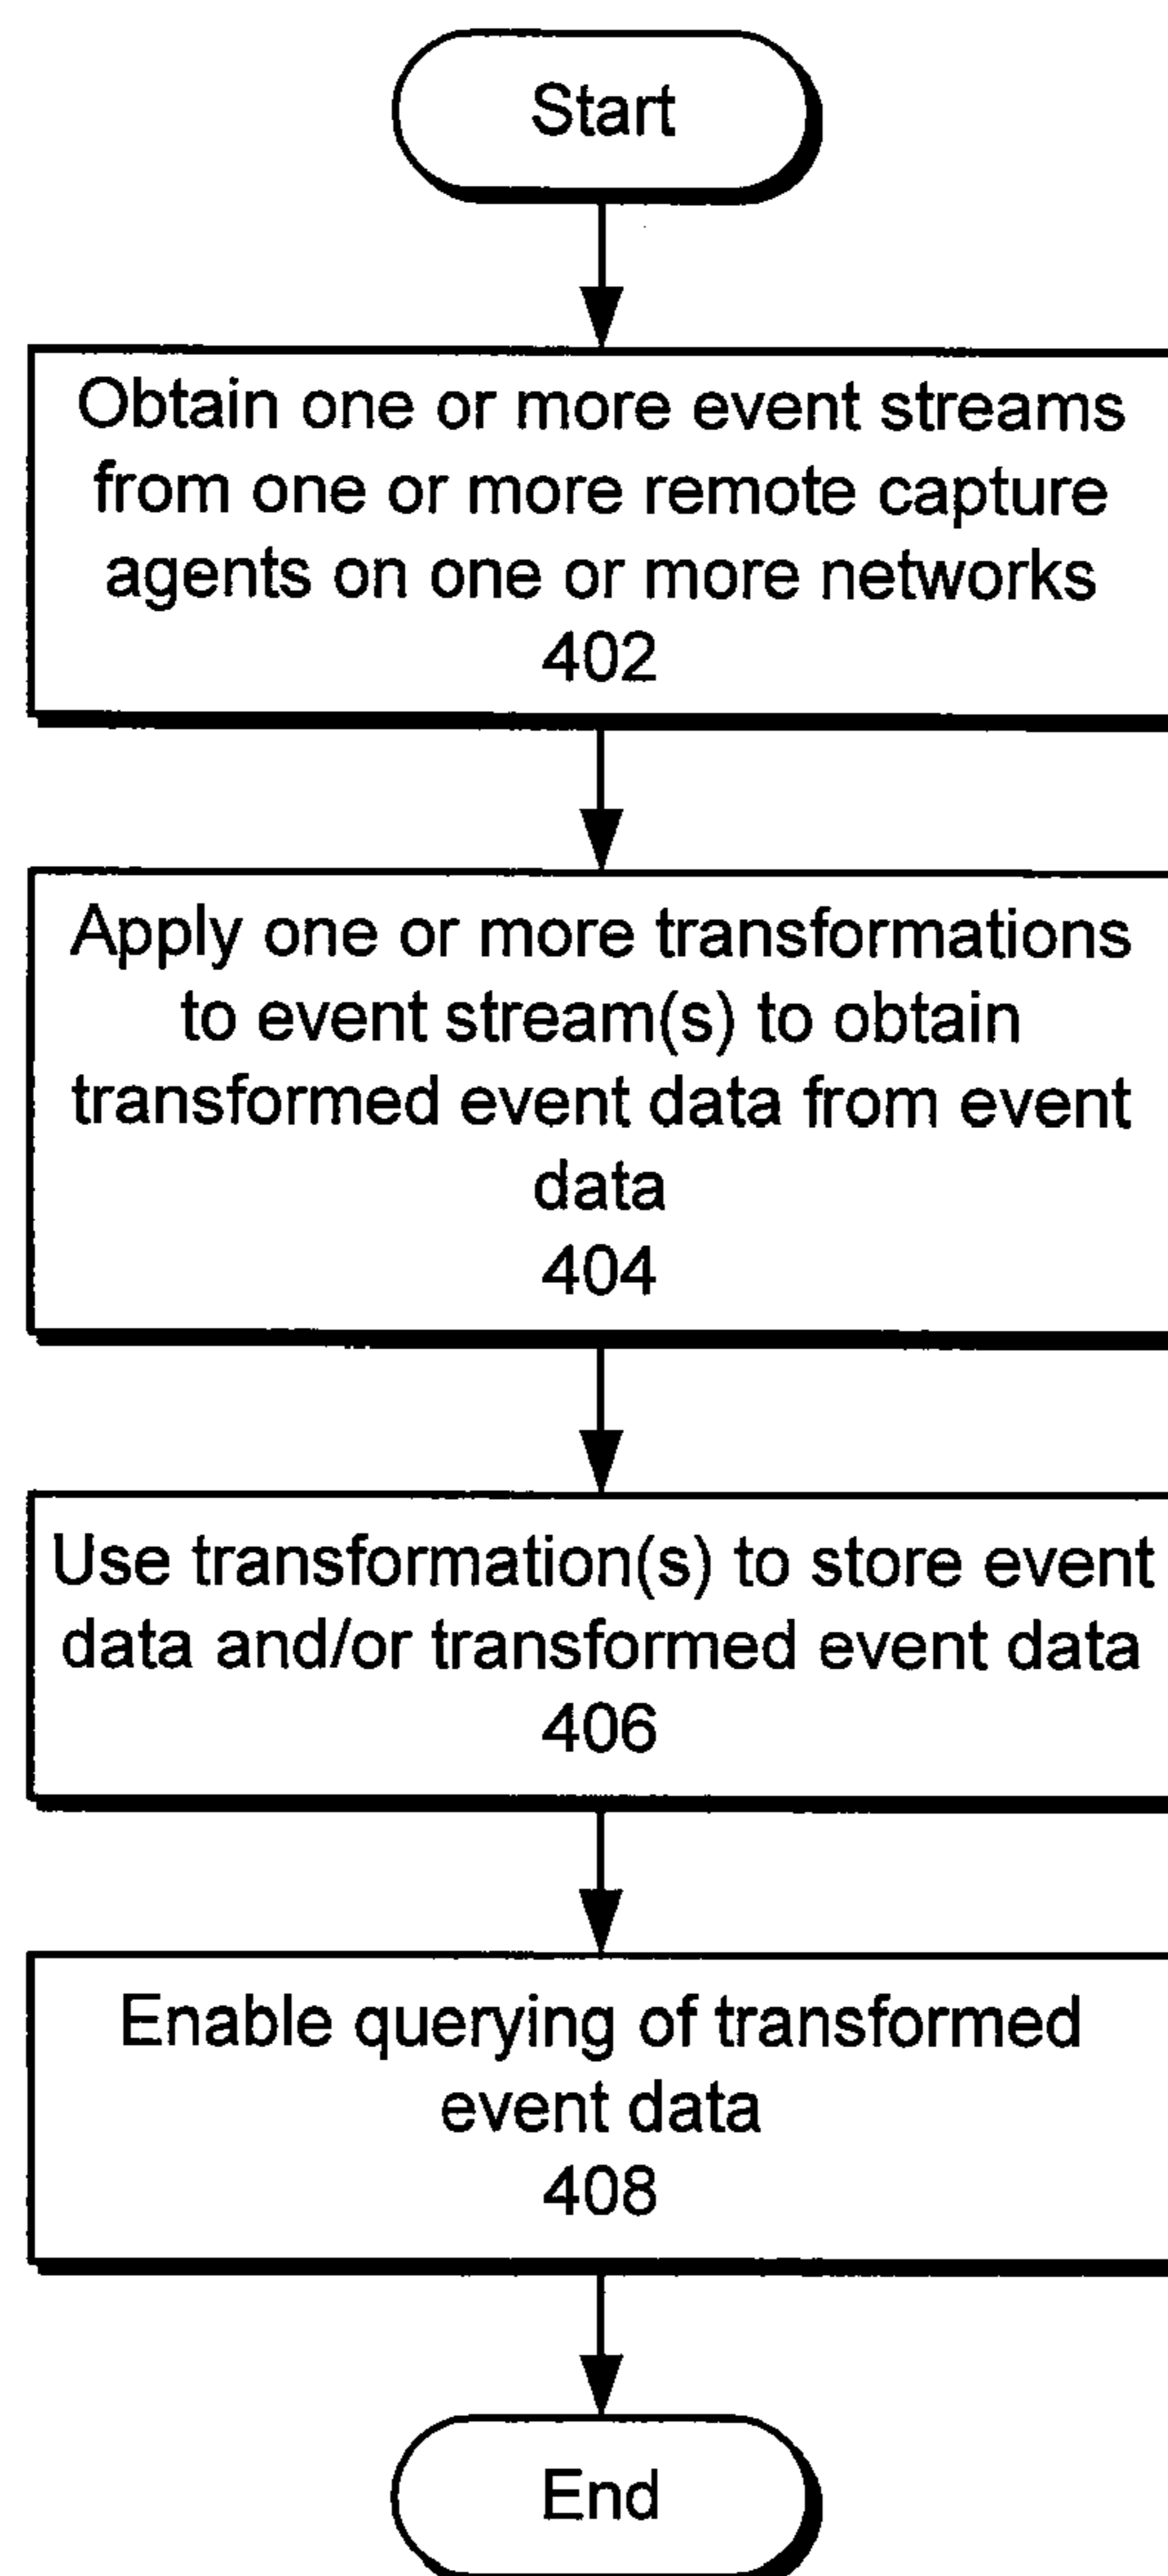 Start
Obtain one or more event streams
from one or more remote capture
agents on one or more networks
402
Apply one or more transformations
to event stream(s) to obtain
transformed event data from event
data
404
Use transformation(s) to store event
data and/or transformed event data
406
Enable querying of transformed
event data
408
End